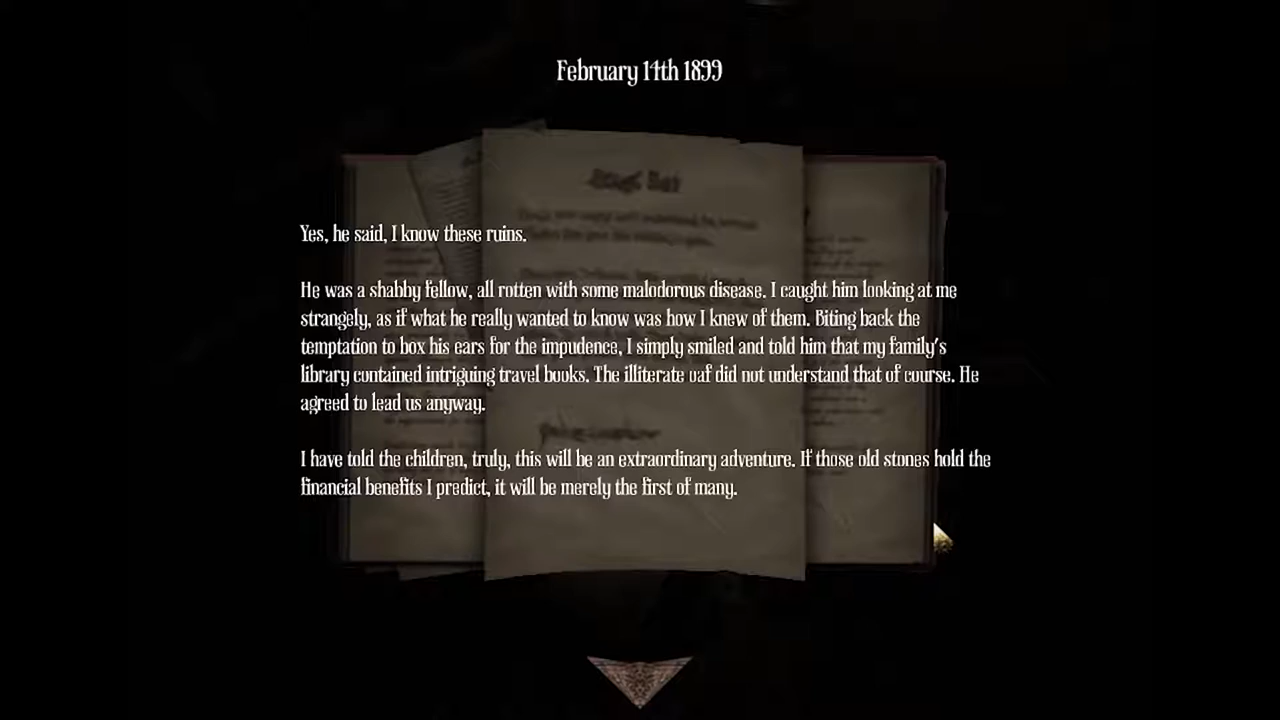 February 14th 1899
Yes, he said, I know these ruins.
He was a shabby fellow, all rotten with some malodorous disease. I caught him looking at me
strangely, as if what he really wanted to know was how I knew of them. Biting back the
temptation to box his ears for the impudence, I simply smiled and told him that my family's
library contained intriguing travel books. The illiterate oaf did not understand that of course. He
agreed to lead us anyway.
I have told the children, truly, this will be an extraordinary adventure. If those old stones hold the
financial benefits I predict, it will be merely the first of many.